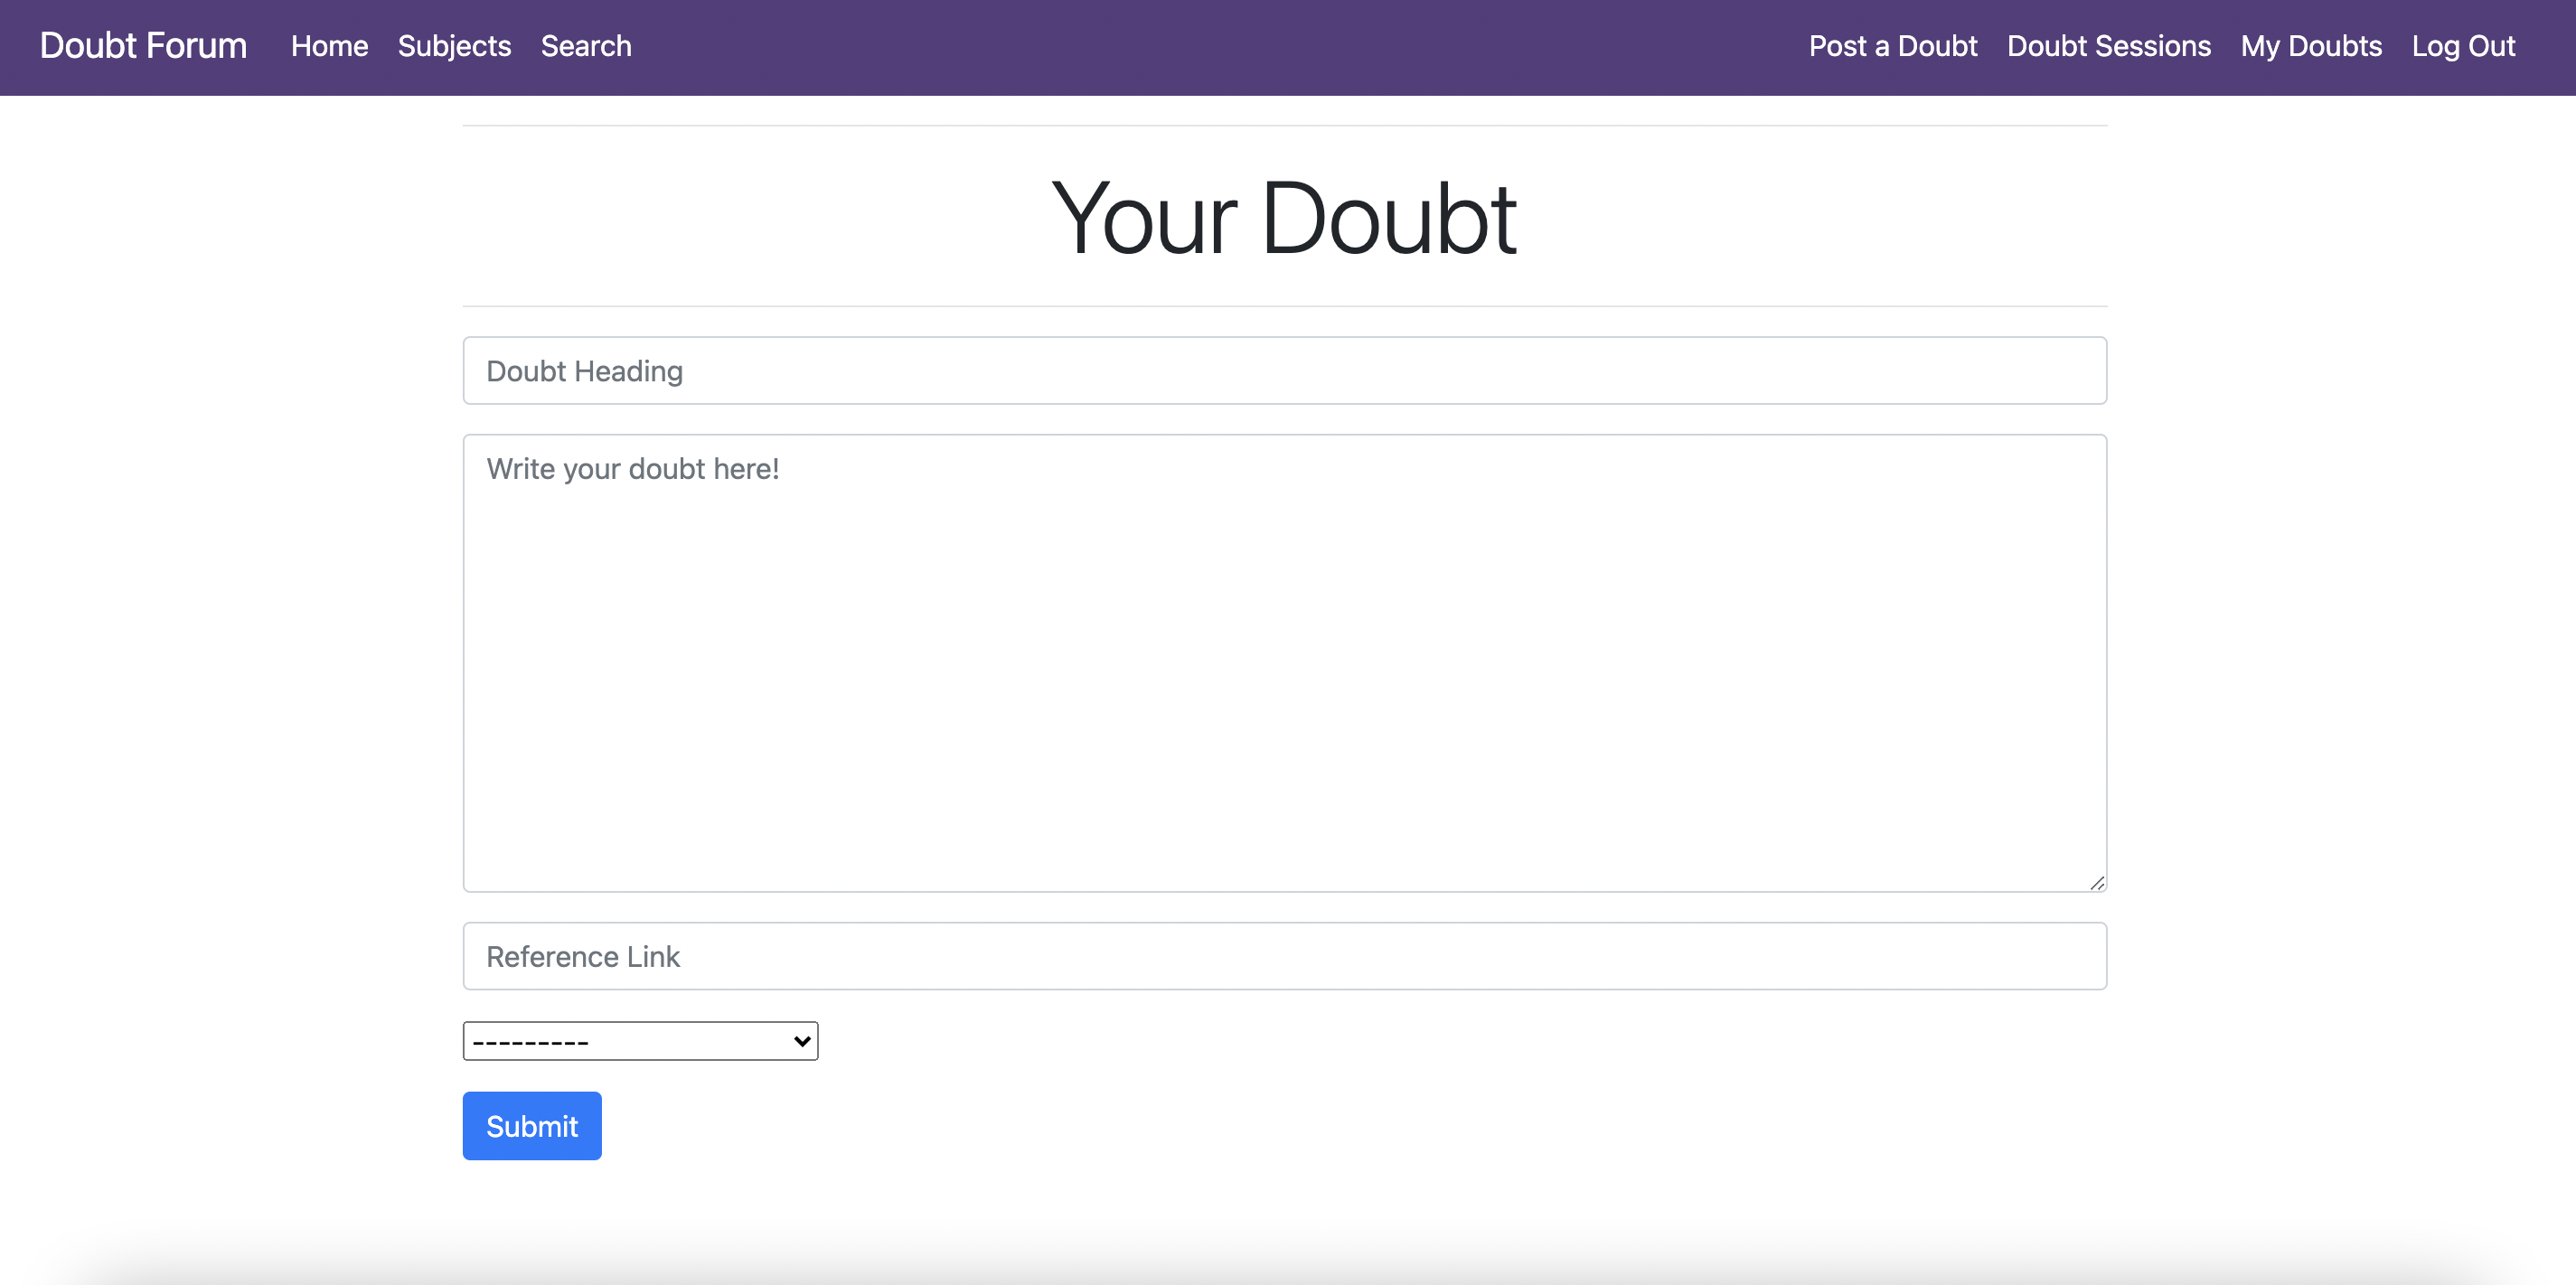 Doubt Forum Home Subjects Search Post a Doubt Doubt Sessions My Doubts Log Out
Your Doubt
Doubt Heading
Write your doubt here!
Reference Link
---------
Submit